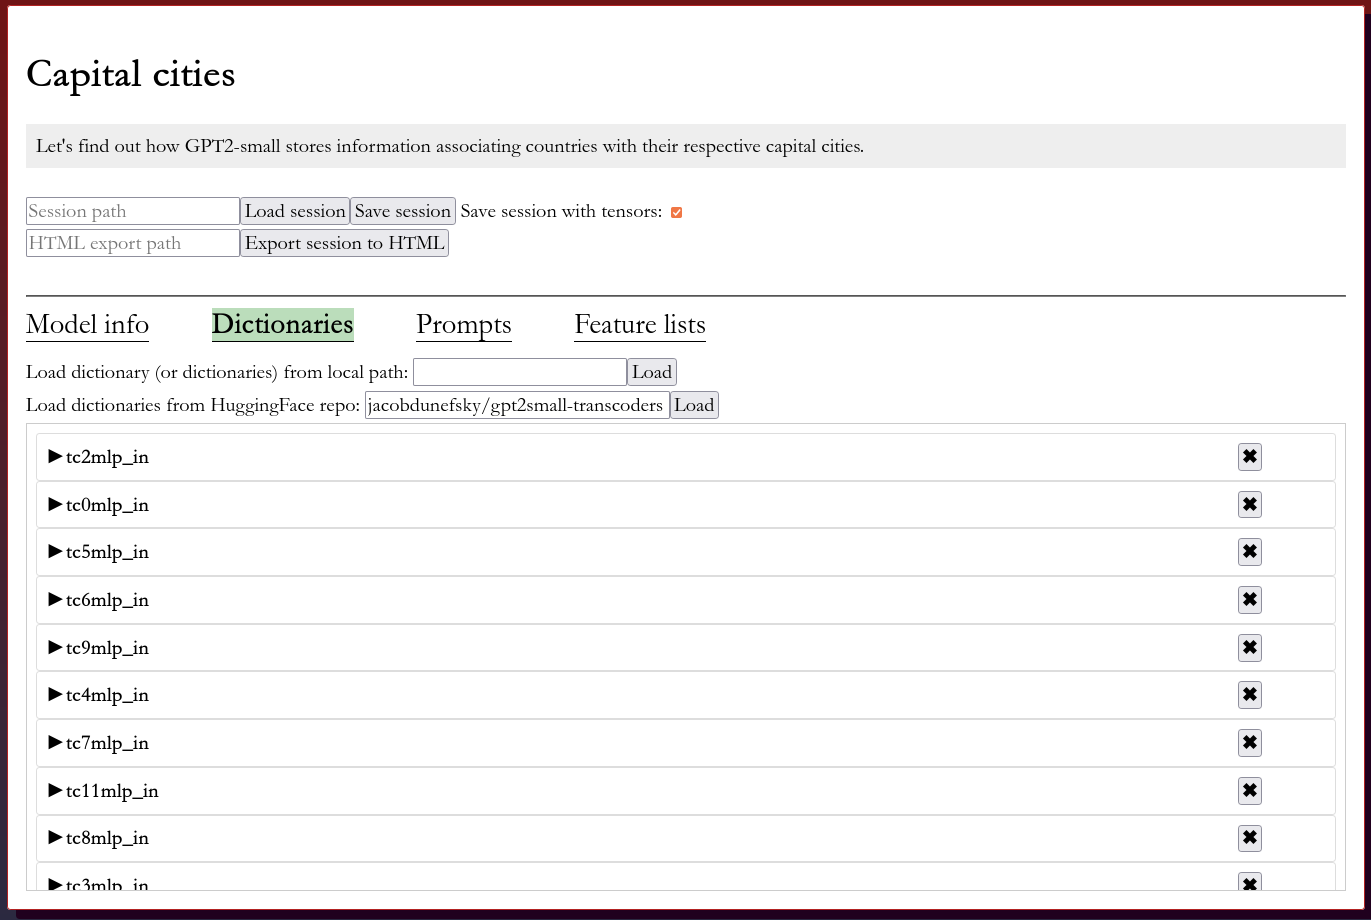 Capital cities
Let's find out how GPT2-small stores information associating countries with their respective capital cities.
Session path Load session Save session Save session with tensors:
HTML export path Export session to HTML
Model info Dictionaries Prompts Feature lists
Load dictionary (or dictionaries) from local path: Load
Load dictionaries from HuggingFace repo: jacobdunefsky/gpt2small-transcoders Load
▶ tc2mlp_in ✖
▶ tc0mlp_in ✖
▶ tc5mlp_in ✖
▶ tc6mlp_in ✖
▶ tc9mlp_in ✖
▶ tc4mlp_in ✖
▶ tc7mlp_in ✖
▶ tc11mlp_in ✖
▶ tc8mlp_in ✖
▶ tc3mlp_in ✖